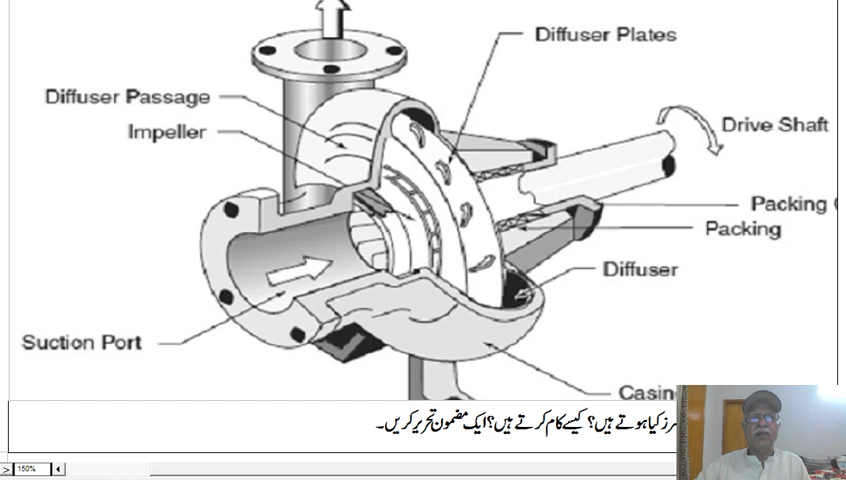 Diffuser Plates
Diffuser Passage
Impeller
Drive Shaft
Packing
Packing
Diffuser
Suction Port
کیا ہوتے ہیں؟ کیسے کام کرتے ہیں؟ ایک مضمون تحریر کریں۔
150%